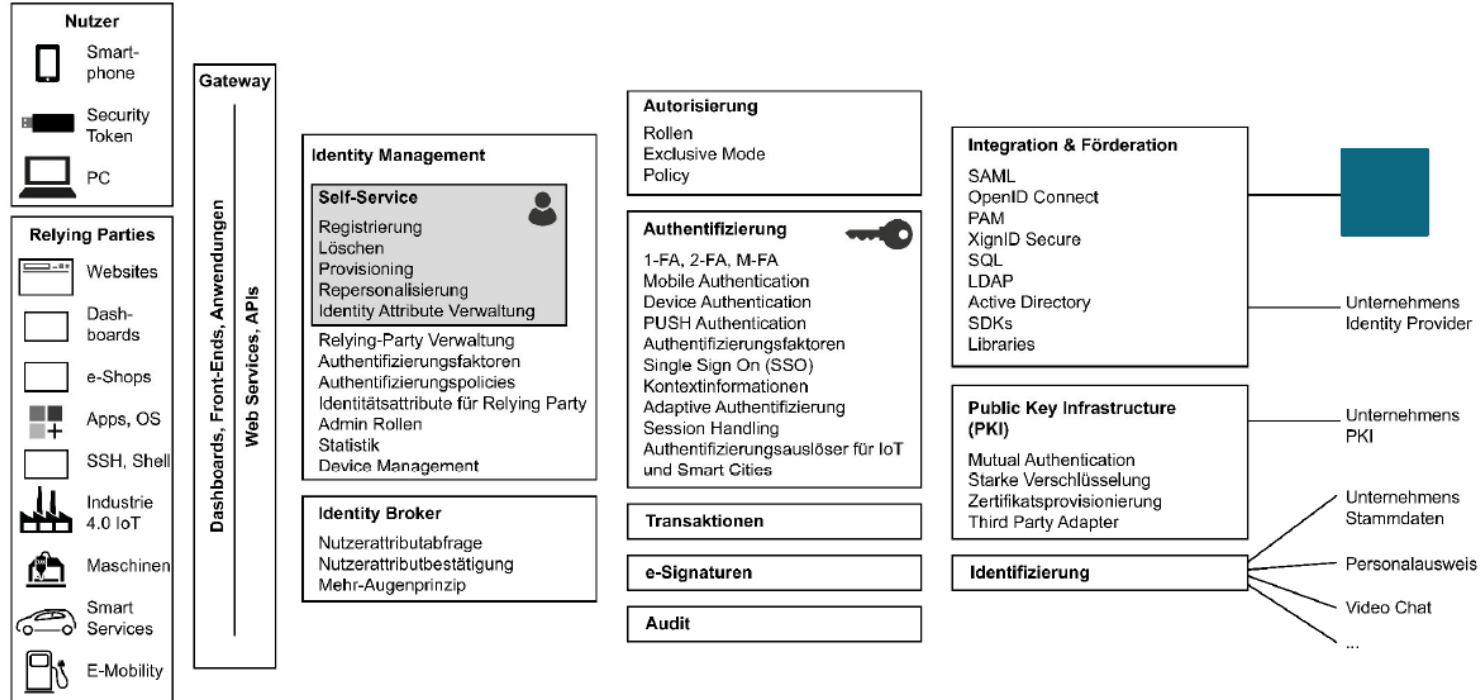 Nutzer
Smart-
phone
Security
Token
PC
Relying Parties
Websites
Dash-
boards
e-Shops
Apps, OS
SSH, Shell
Industrie
4.0 IoT
Maschinen
Smart
Services
E-Mobility
Gateway
Dashboards, Front-Ends, Anwendungen
Web Services, APIs
Identity Management
Self-Service
Registrierung
Löschen
Provisioning
Repersonalisierung
Identity Attribute Verwaltung
Relying-Party Verwaltung
Authentifizierungsfaktoren
Authentifizierungspolicies
Identitätsattribute für Relying Party
Admin Rollen
Statistik
Device Management
Identity Broker
Nutzerattributabfrage
Nutzerattributbestätigung
Mehr-Augenprinzip
Autorisierung
Rollen
Exclusive Mode
Policy
Authentifizierung
1-FA, 2-FA, M-FA
Mobile Authentication
Device Authentication
PUSH Authentication
Authentifizierungsfaktoren
Single Sign On (SSO)
Kontextinformationen
Adaptive Authentifizierung
Session Handling
Authentifizierungsauslöser für IoT
und Smart Cities
Transaktionen
e-Signaturen
Audit
Integration & Förderation
SAML
OpenID Connect
PAM
XignID Secure
SQL
LDAP
Active Directory
SDKs
Libraries
Public Key Infrastructure
(PKI)
Mutual Authentication
Starke Verschlüsselung
Zertifikatsprovisionierung
Third Party Adapter
Identifizierung
Unternehmens
Identity Provider
Unternehmens
PKI
Unternehmens
Stammdaten
Personalausweis
Video Chat
...